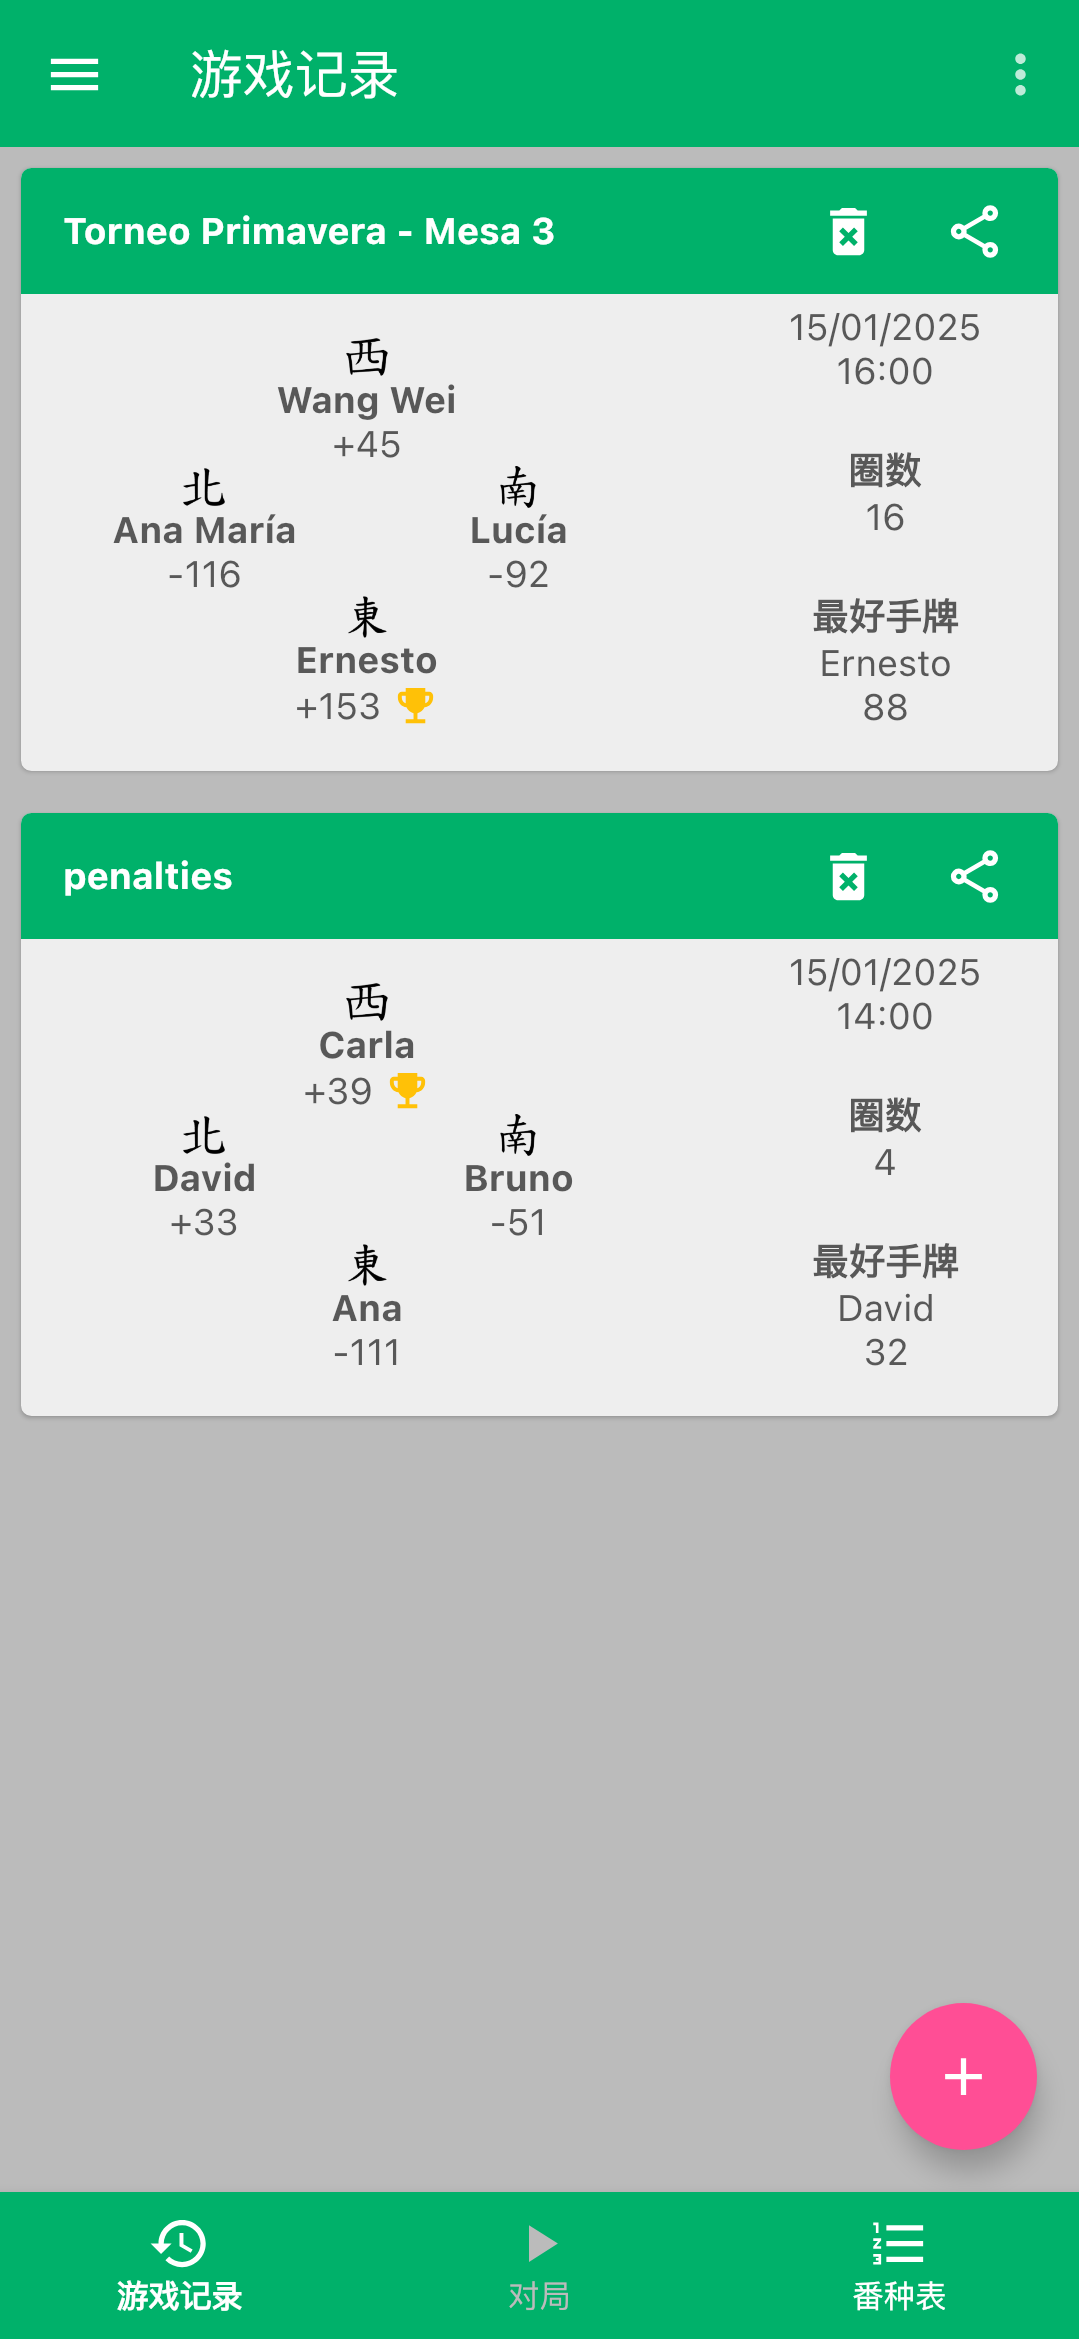 游戏记录
Torneo Primavera - Mesa 3
西
Wang Wei
+45
北
Ana María
-116
南
Lucía
-92
東
Ernesto
+153
15/01/2025
16:00
圈数
16
最好手牌
Ernesto
88
penalties
西
Carla
+39
北
David
+33
南
Bruno
-51
東
Ana
-111
15/01/2025
14:00
圈数
4
最好手牌
David
32
游戏记录
对局
番种表